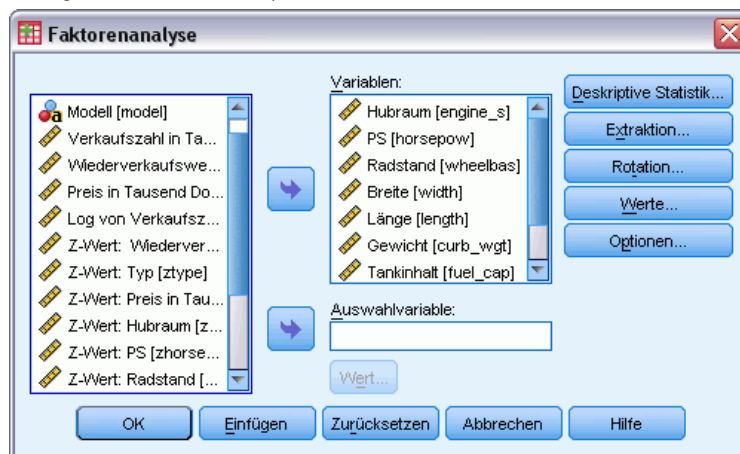 Faktorenanalyse
Modell [model]
Verkaufszahl in Ta...
Wiederverkaufswe...
Preis in Tausend Do...
Log von Verkaufsz...
Z-Wert: Wiederver...
Z-Wert: Typ [ztype]
Z-Wert: Preis in Tau...
Z-Wert: Hubraum [z...
Z-Wert: PS [zhorse...
Z-Wert: Radstand [...
Variablen:
Hubraum [engine_s]
PS [horsepow]
Radstand [wheelbas]
Breite [width]
Länge [length]
Gewicht [curb_wgt]
Tankinhalt [fuel_cap]
Auswahlvariable:
Wert...
Deskriptive Statistik...
Extraktion...
Rotation...
Werte...
Optionen...
OK
Einfügen
Zurücksetzen
Abbrechen
Hilfe